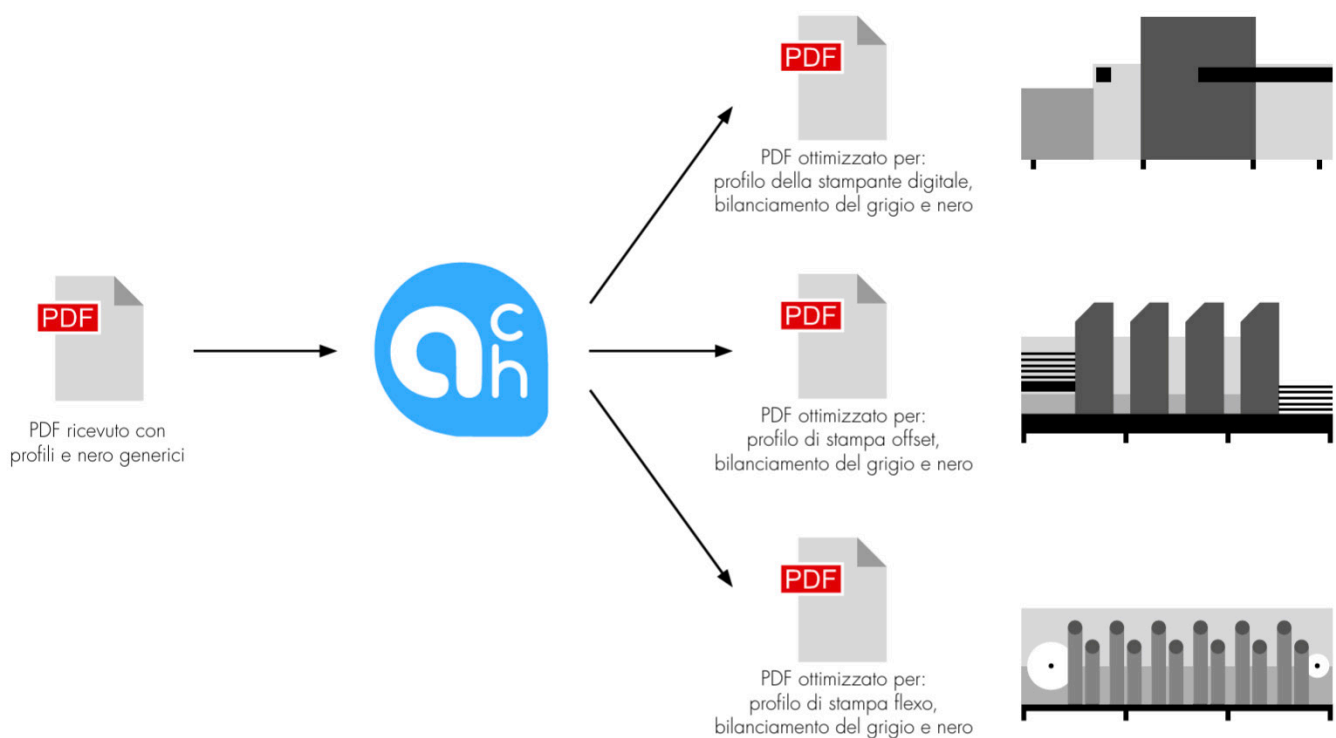 PDF
PDF ottimizzato per:
profilo della stampante digitale,
bilanciamento del grigio e nero
PDF
PDF ricevuto con
profili e nero generici
ach
PDF
PDF ottimizzato per:
profilo di stampa offset,
bilanciamento del grigio e nero
PDF
PDF ottimizzato per:
profilo di stampa flexo,
bilanciamento del grigio e nero